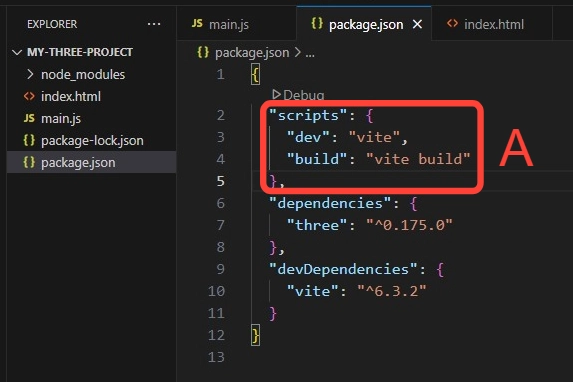 EXPLORER ...
MY-THREE-PROJECT
node_modules
index.html
JS main.js
{} package-lock.json
{} package.json
JS main.js {} package.json × <> index.html
{} package.json > ...
1 {
Debug
2 "scripts": {
3 "dev": "vite",
4 "build": "vite build"
5 },
6 "dependencies": {
7 "three": "^0.175.0"
8 },
9 "devDependencies": {
10 "vite": "^6.3.2"
11 }
12 }
13
A